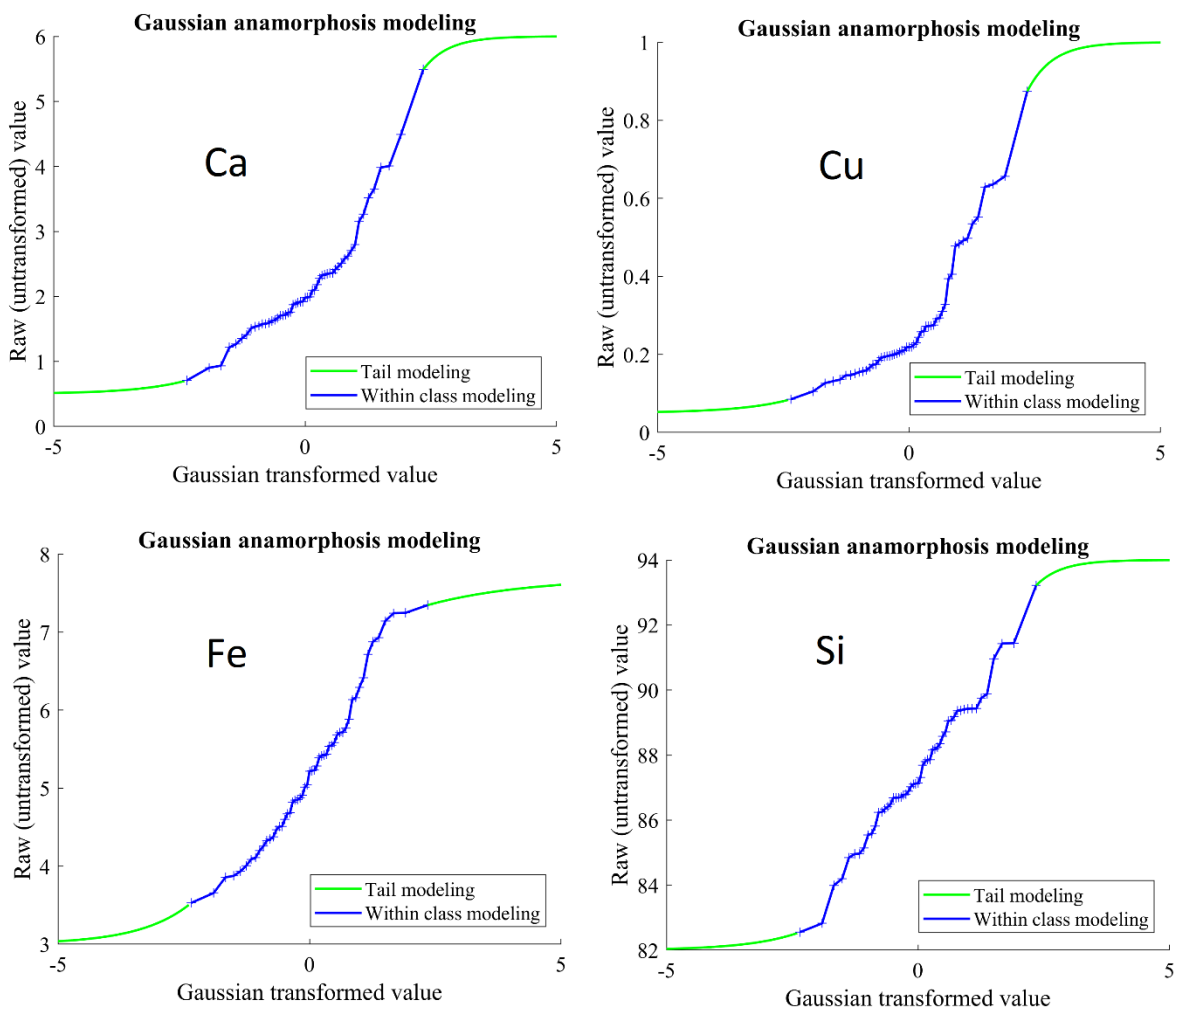 Gaussian anamorphosis modeling
6
5
4
3
2
1
0
-5
0
5
Raw (untransformed) value
Gaussian transformed value
Ca
Tail modeling
Within class modeling
Gaussian anamorphosis modeling
1
0.8
0.6
0.4
0.2
0
-5
0
5
Raw (untransformed) value
Gaussian transformed value
Cu
Tail modeling
Within class modeling
Gaussian anamorphosis modeling
8
7
6
5
4
3
-5
0
5
Raw (untransformed) value
Gaussian transformed value
Fe
Tail modeling
Within class modeling
Gaussian anamorphosis modeling
94
92
90
88
86
84
82
-5
0
5
Raw (untransformed) value
Gaussian transformed value
Si
Tail modeling
Within class modeling